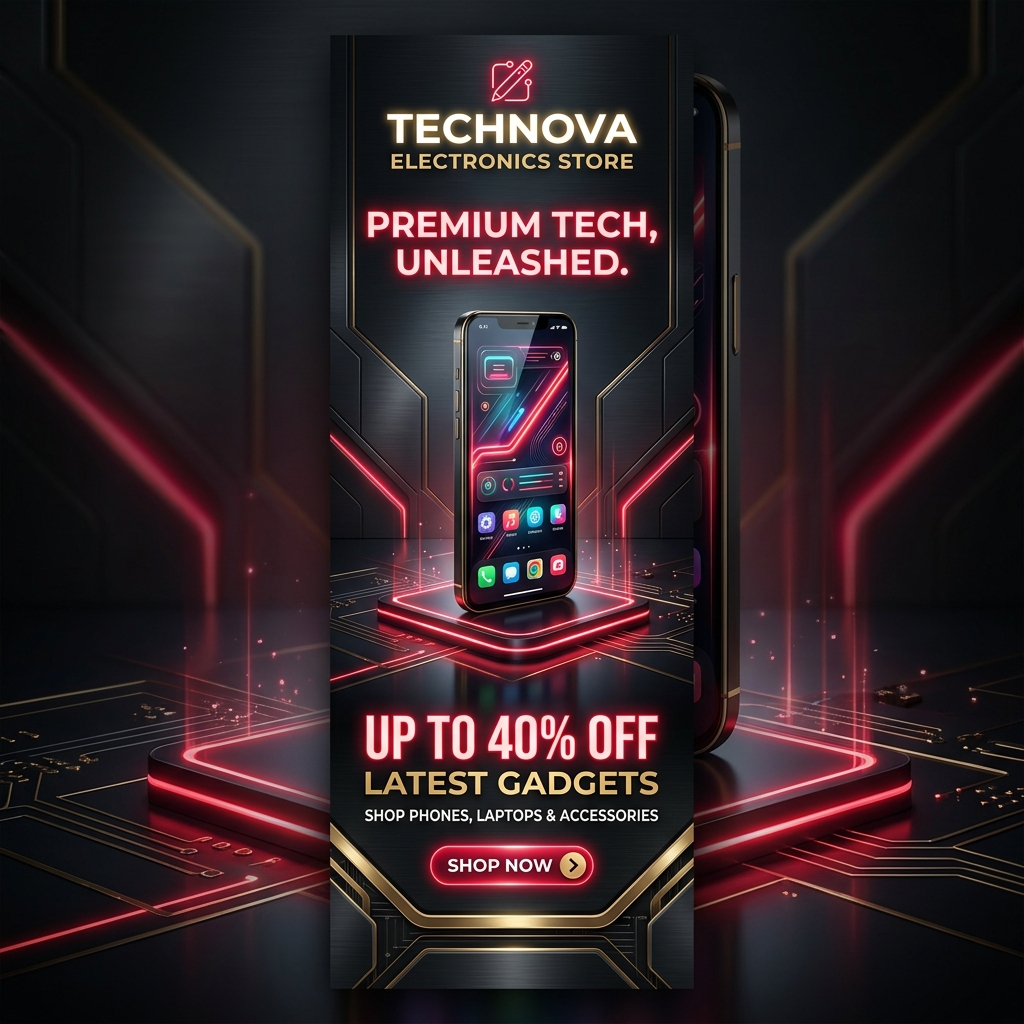 TECHNOVA
ELECTRONICS STORE
PREMIUM TECH,
UNLEASHED.
UP TO 40% OFF
LATEST GADGETS
SHOP PHONES, LAPTOPS & ACCESSORIES
SHOP NOW